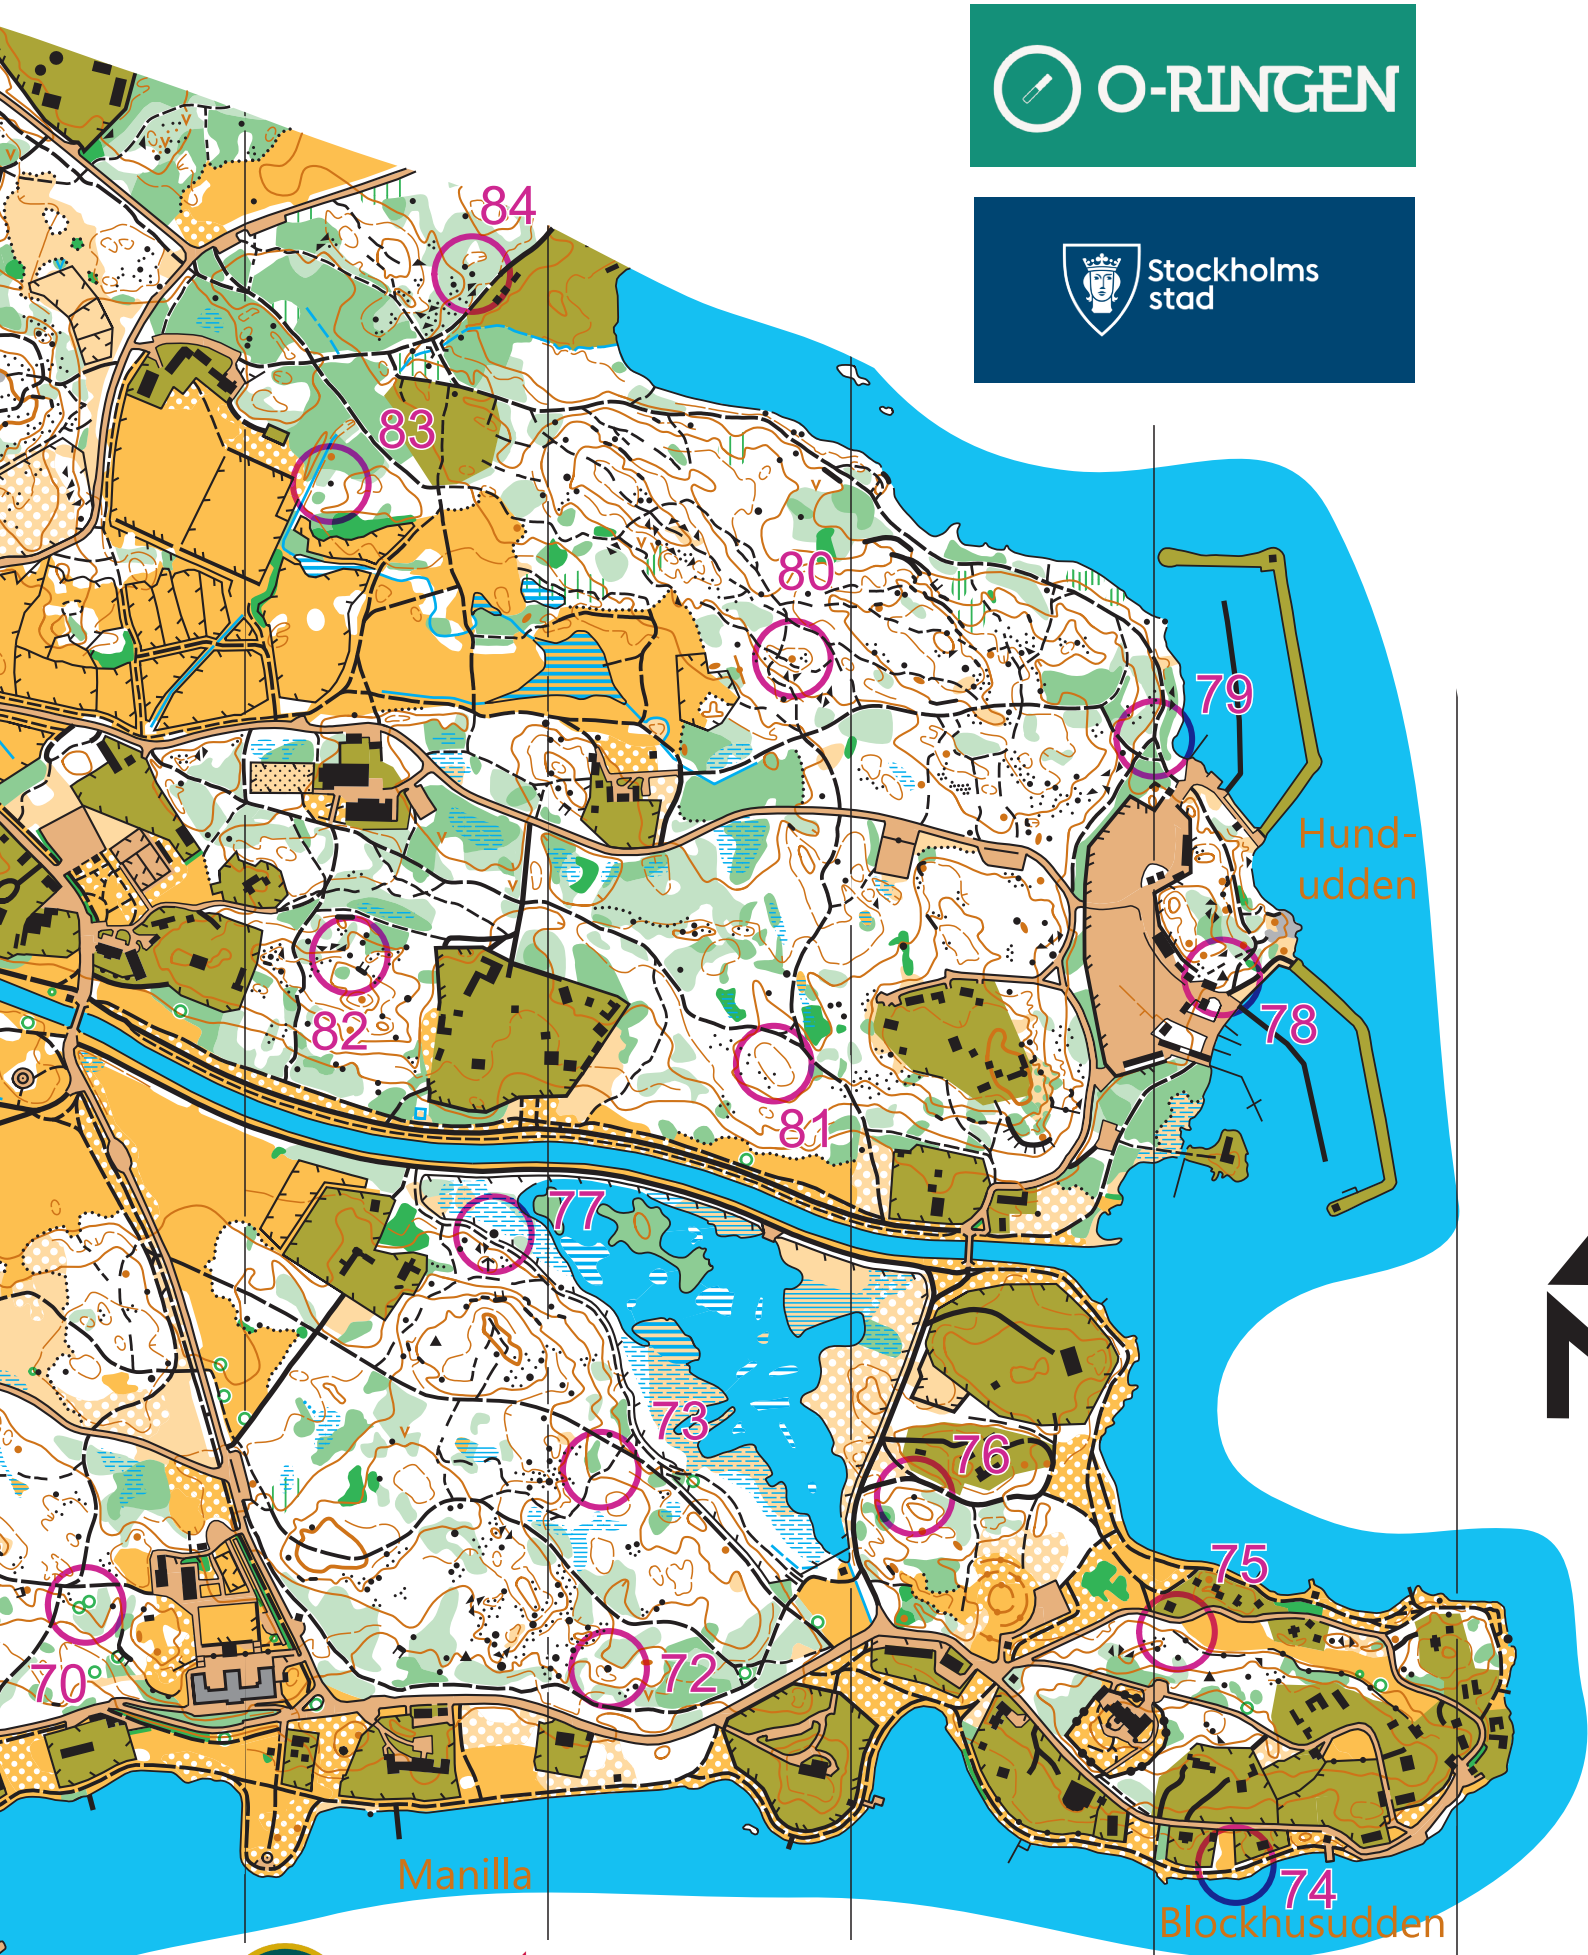 O-RINGEN
Stockholms
stad
84
83
80
79
Hund-
udden
78
82
81
77
73
76
75
70
72
74
Manilla
Blockhusudden